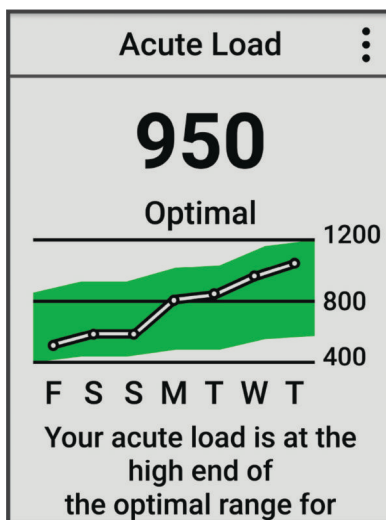 Acute Load
950
Optimal
1200
800
400
F S S M T W T
Your acute load is at the
high end of
the optimal range for